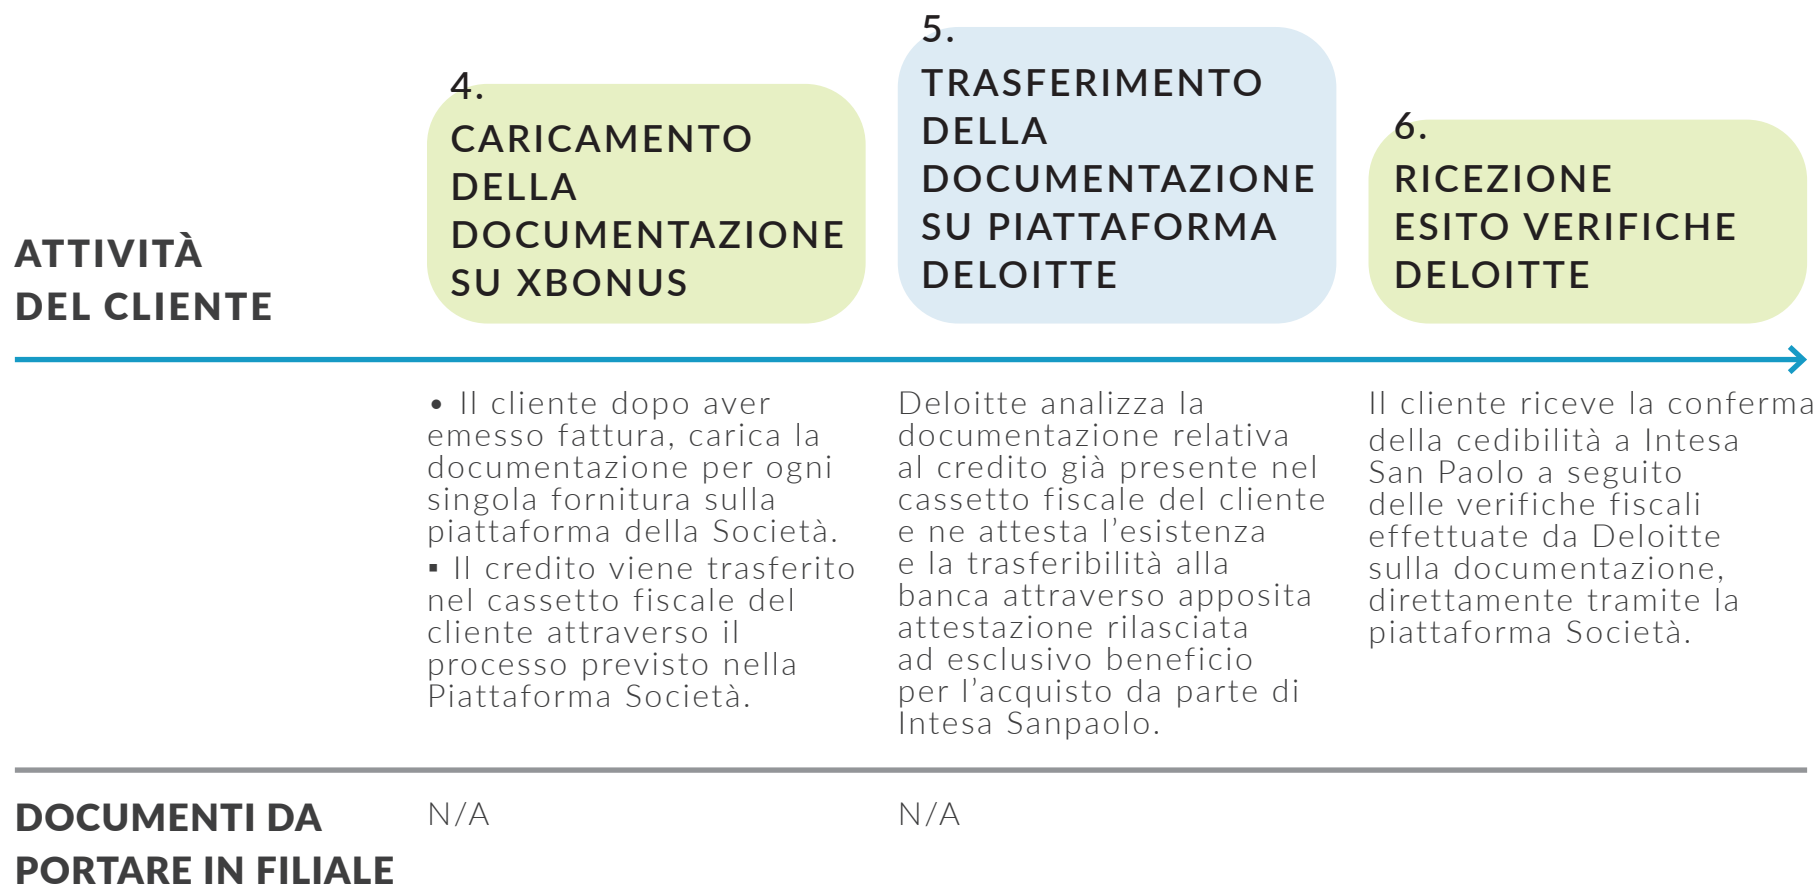 ATTIVITÀ
DEL CLIENTE
4.
CARICAMENTO
DELLA
DOCUMENTAZIONE
SU XBONUS
5.
TRASFERIMENTO
DELLA
DOCUMENTAZIONE
SU PIATTAFORMA
DELOITTE
6.
RICEZIONE
ESITO VERIFICHE
DELOITTE
• Il cliente dopo aver
emesso fattura, carica la
documentazione per ogni
singola fornitura sulla
piattaforma della Società.
▪ Il credito viene trasferito
nel cassetto fiscale del
cliente attraverso il
processo previsto nella
Piattaforma Società.
Deloitte analizza la
documentazione relativa
al credito già presente nel
cassetto fiscale del cliente
e ne attesta l’esistenza
e la trasferibilità alla
banca attraverso apposita
attestazione rilasciata
ad esclusivo beneficio
per l’acquisto da parte di
Intesa Sanpaolo.
Il cliente riceve la conferma
della cedibilità a Intesa
San Paolo a seguito
delle verifiche fiscali
effettuate da Deloitte
sulla documentazione,
direttamente tramite la
piattaforma Società.
DOCUMENTI DA
PORTARE IN FILIALE
N/A
N/A